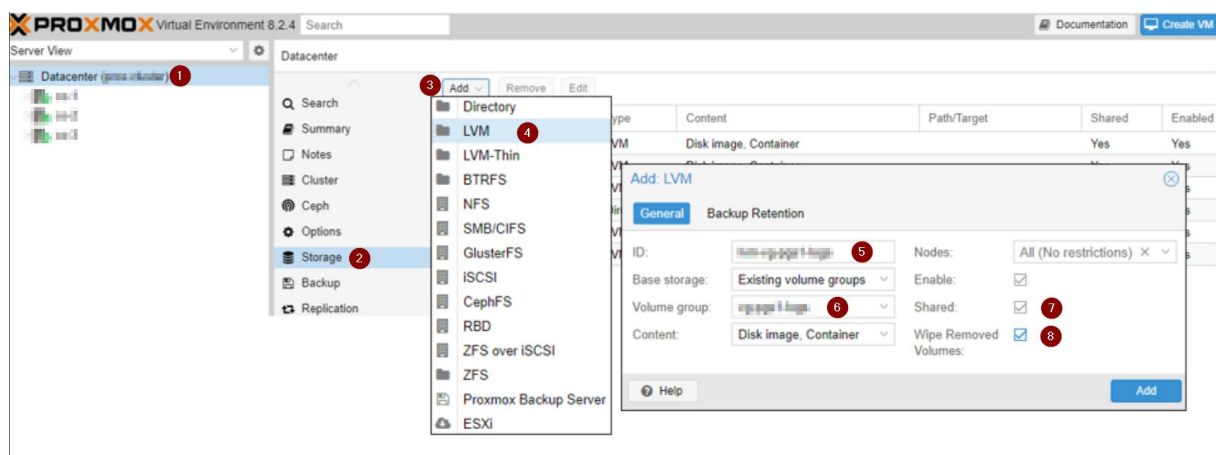 PROXMOX Virtual Environment 8.2.4 Search Documentation Create VM
Server View
Datacenter ( ) 1
Datacenter
Search
Summary
Notes
Cluster
Ceph
Options
Storage 2
Backup
Replication
3 Add Remove Edit
Directory
LVM 4
LVM-Thin
BTRFS
NFS
SMB/CIFS
GlusterFS
iSCSI
CephFS
RBD
ZFS over iSCSI
ZFS
Proxmox Backup Server
ESXi
Content Path/Target Shared Enabled
Disk image, Container Yes Yes
Add: LVM
General Backup Retention
ID: 5 Nodes: All (No restrictions)
Base storage: Existing volume groups Enable:
Volume group: 6 Shared: 7
Content: Disk image, Container Wipe Removed Volumes: 8
Help Add